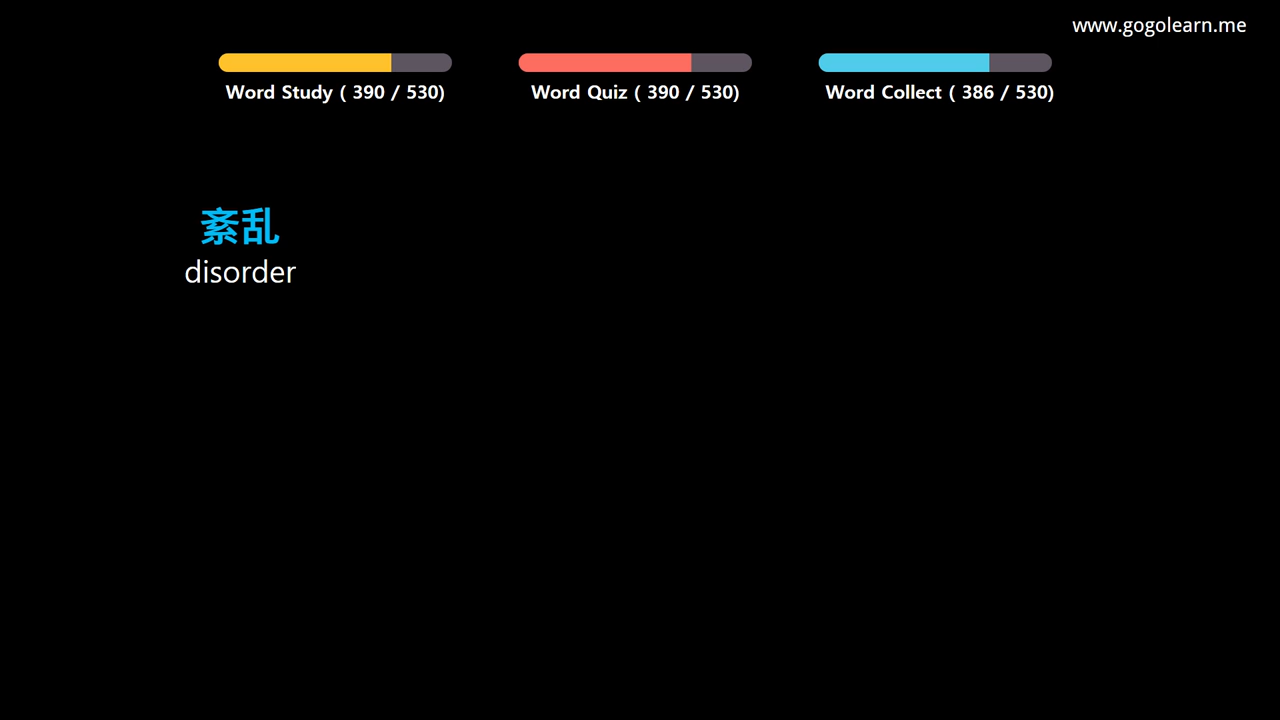 www.gogolearn.me
Word Study ( 390 / 530)
Word Quiz ( 390 / 530)
Word Collect ( 386 / 530)
紊乱
disorder